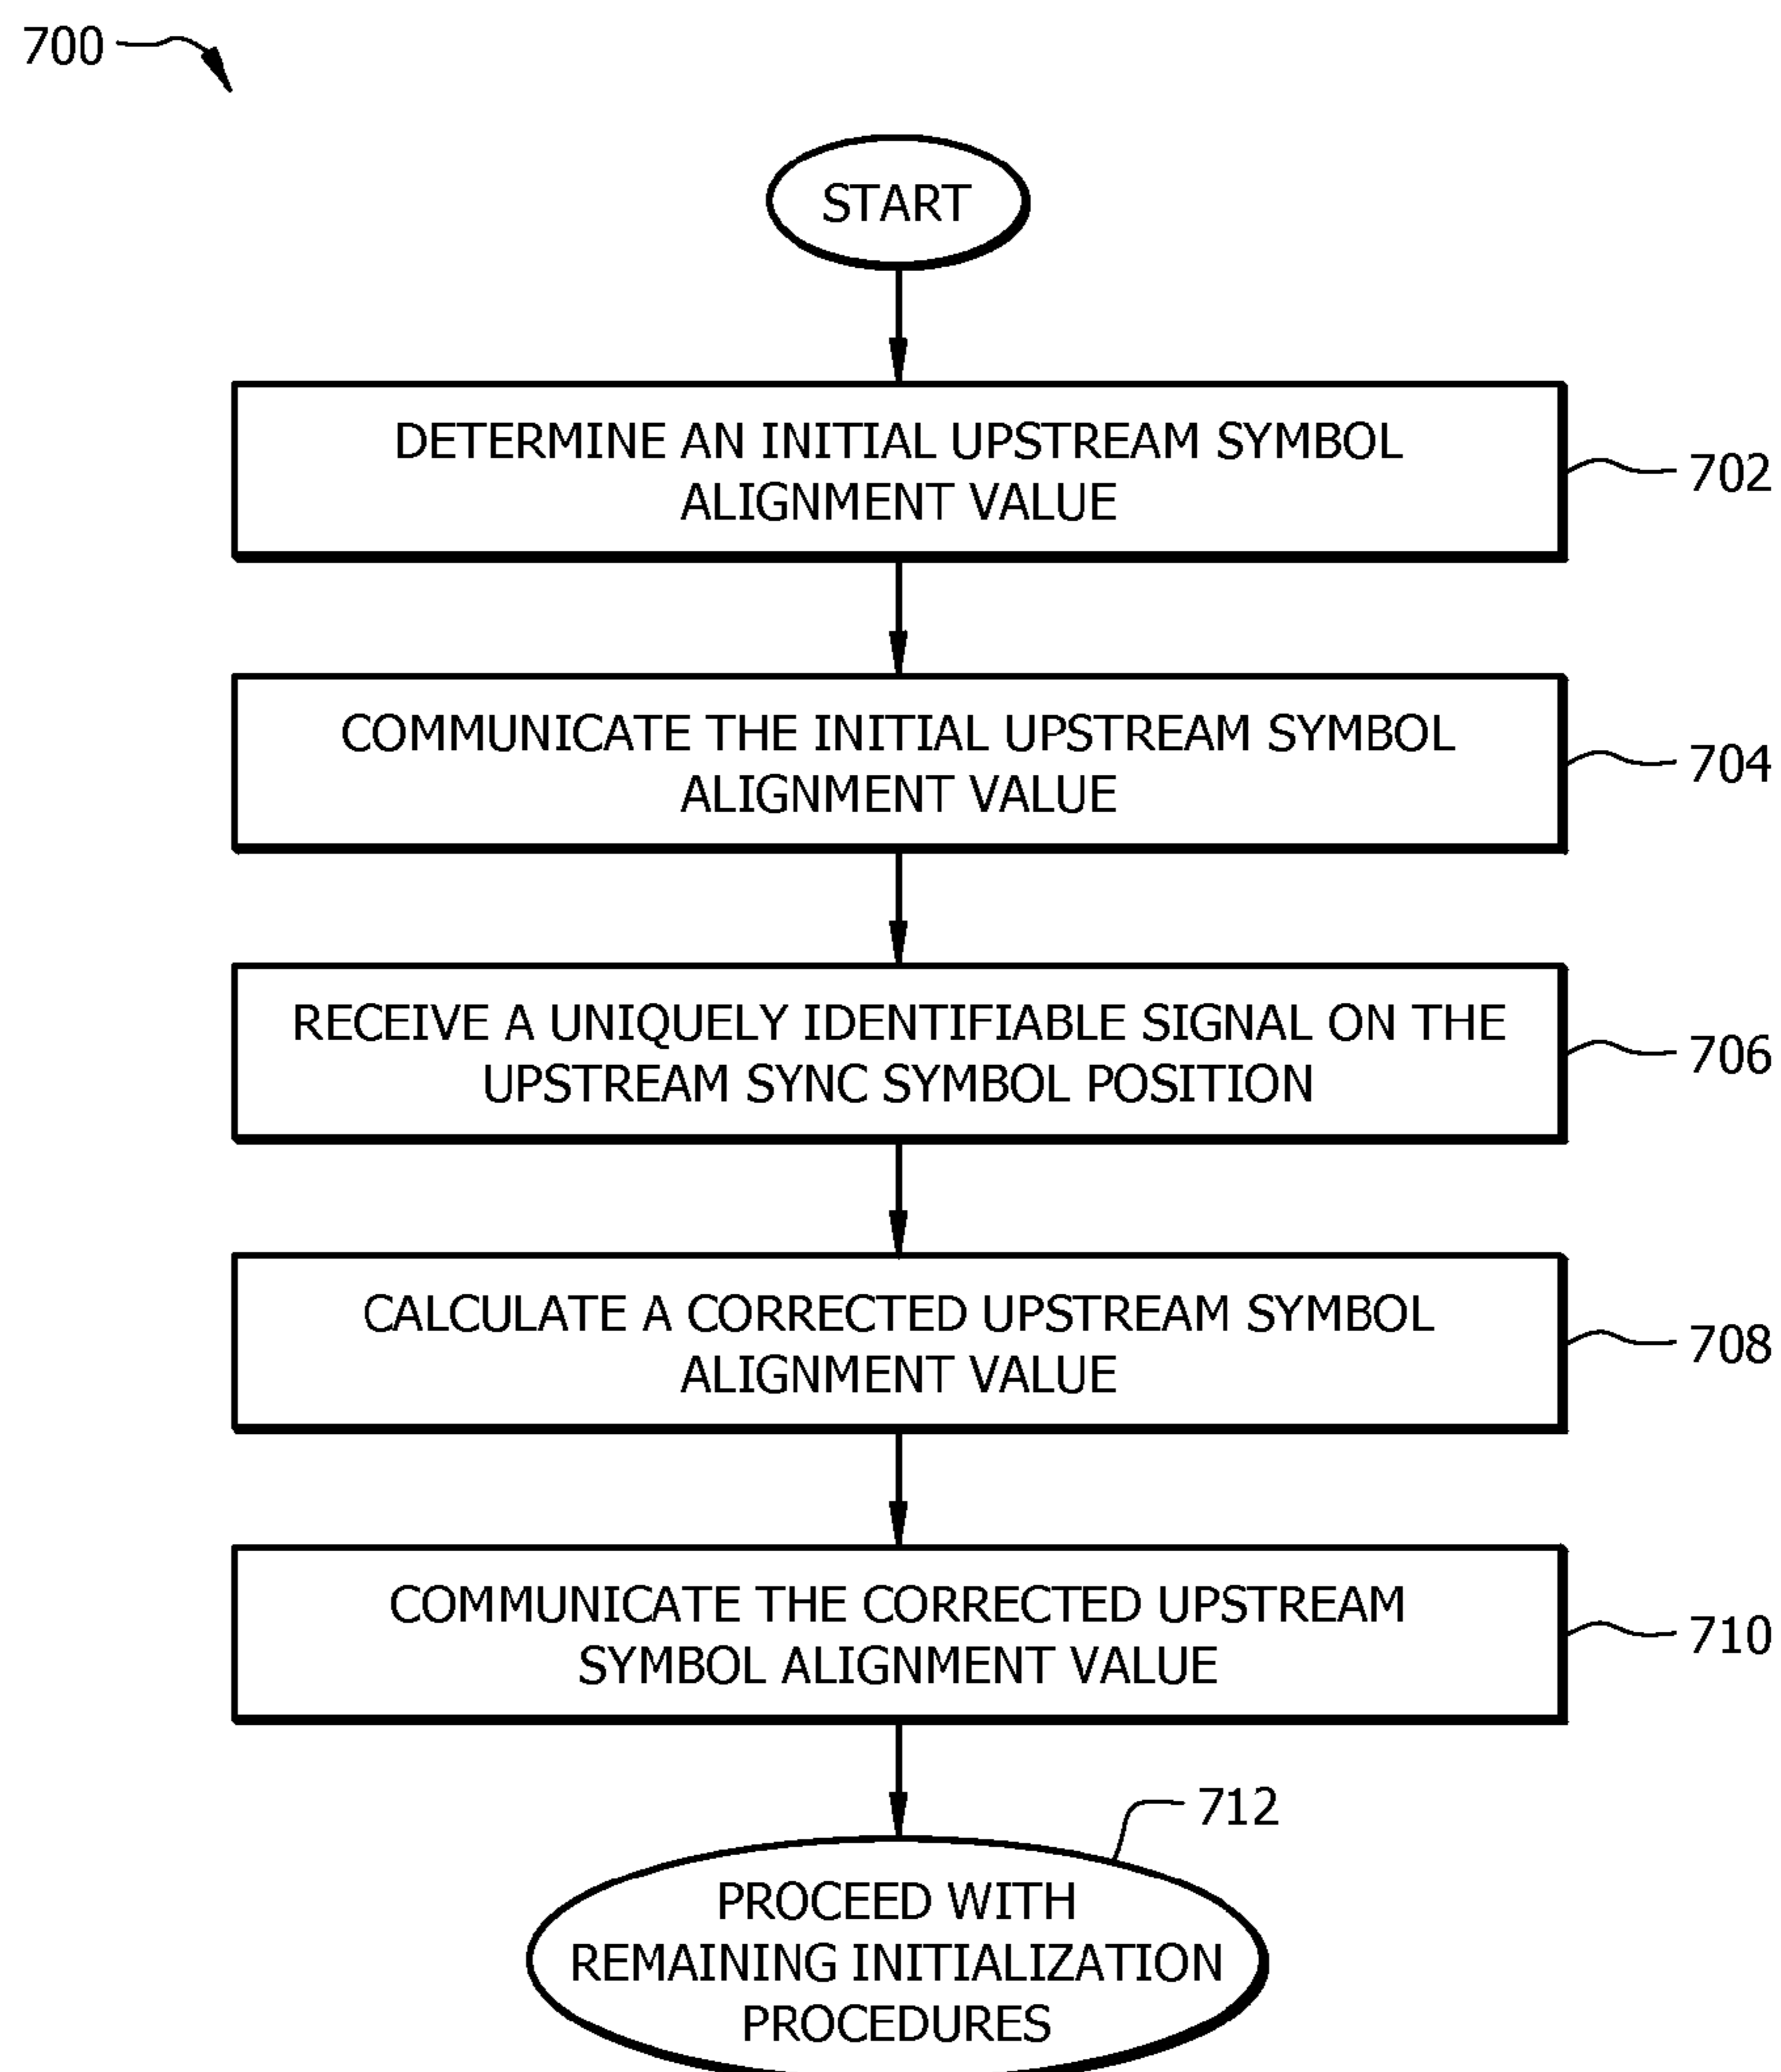 700
START
DETERMINE AN INITIAL UPSTREAM SYMBOL
ALIGNMENT VALUE
702
COMMUNICATE THE INITIAL UPSTREAM SYMBOL
ALIGNMENT VALUE
704
RECEIVE A UNIQUELY IDENTIFIABLE SIGNAL ON THE
UPSTREAM SYNC SYMBOL POSITION
706
CALCULATE A CORRECTED UPSTREAM SYMBOL
ALIGNMENT VALUE
708
COMMUNICATE THE CORRECTED UPSTREAM
SYMBOL ALIGNMENT VALUE
710
712
PROCEED WITH
REMAINING INITIALIZATION
PROCEDURES